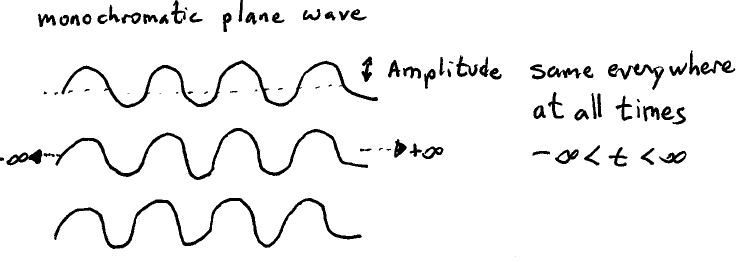 monochromatic plane wave
Amplitude same everywhere
at all times
-∞ +∞ -∞ < t < ∞